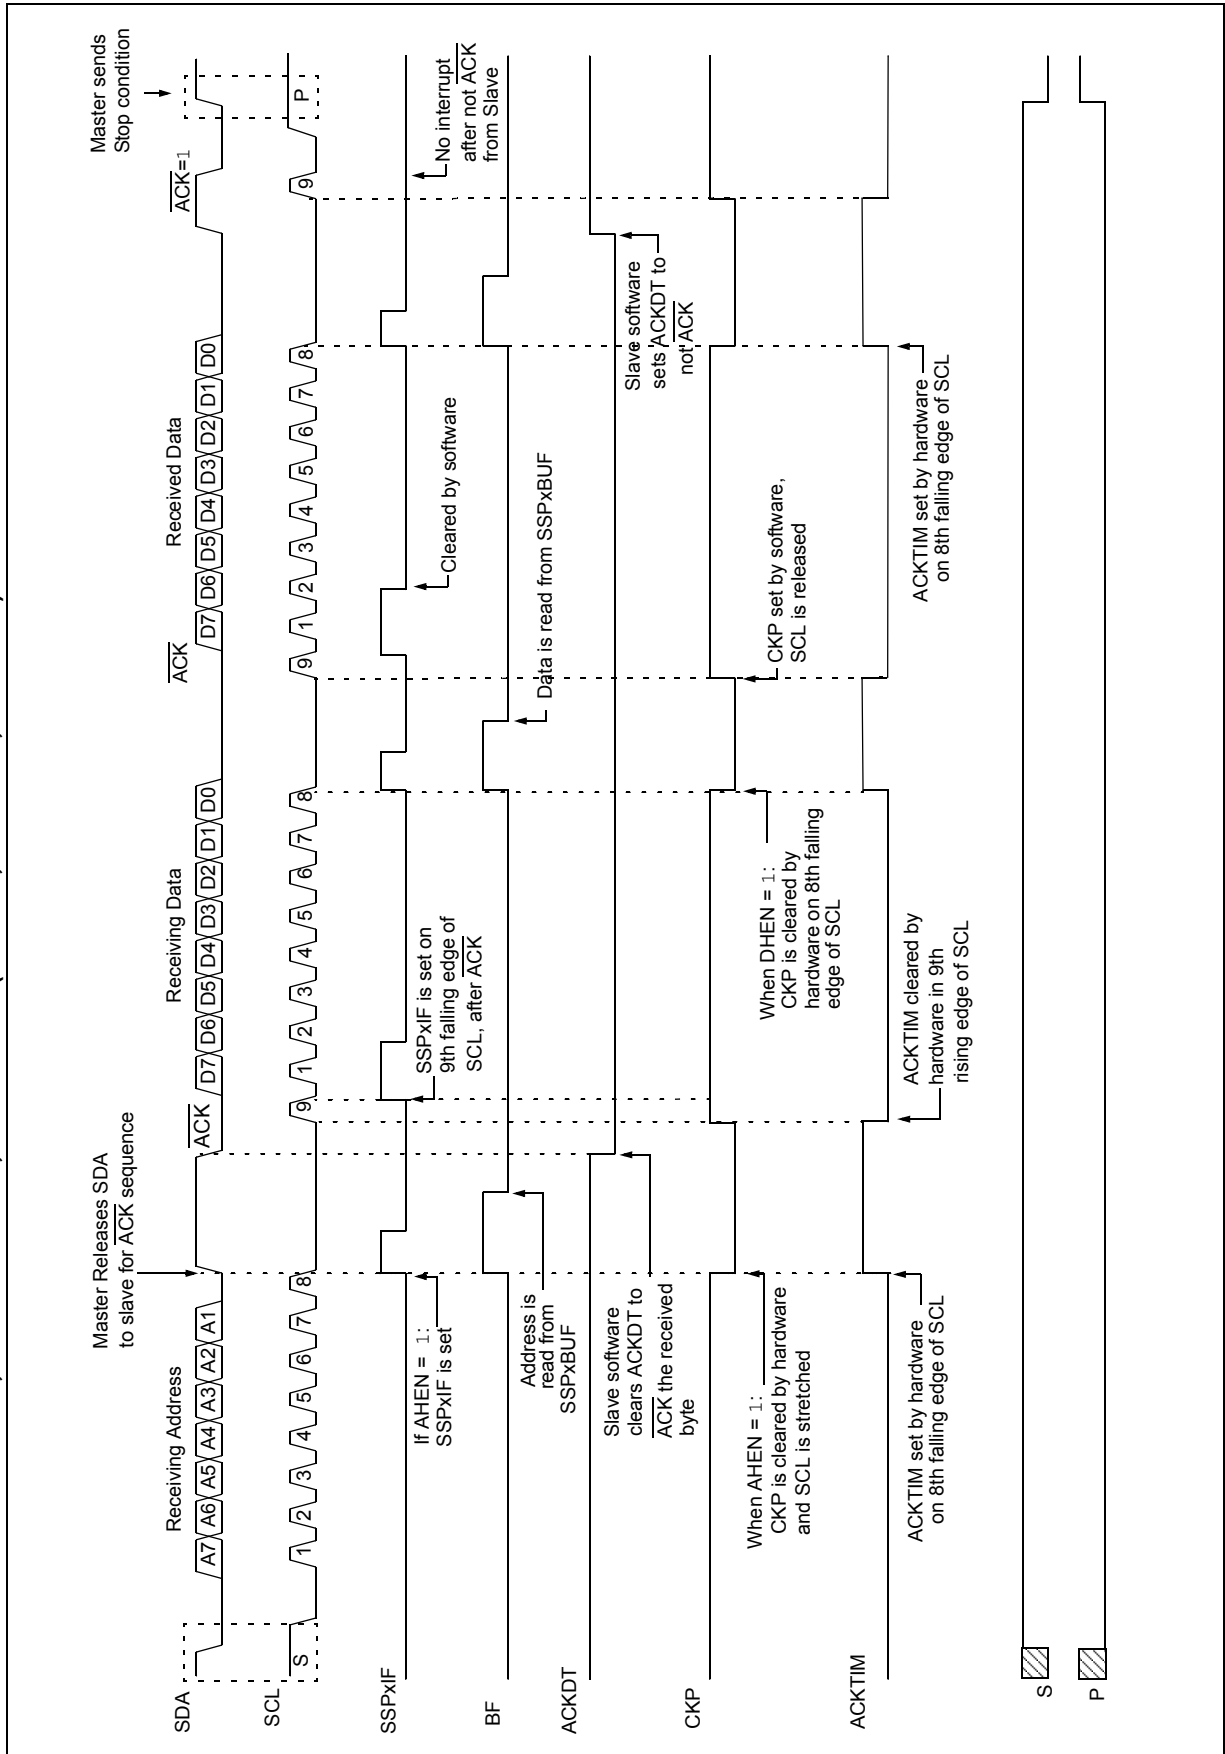 Master Releases SDA
to slave for ACK sequence
Master sends
Stop condition
Receiving Address
Receiving Data
Received Data
ACK
ACK
ACK=1
SDA
A7 A6 A5 A4 A3 A2 A1
D7 D6 D5 D4 D3 D2 D1 D0
D7 D6 D5 D4 D3 D2 D1 D0
SCL
S
1 2 3 4 5 6 7 8
9 1 2 3 4 5 6 7 8
9 1 2 3 4 5 6 7 8
9
P
SSPxIF
If AHEN = 1:
SSPxIF is set
SSPxIF is set on
9th falling edge of
SCL, after ACK
Cleared by software
No interrupt
after not ACK
from Slave
BF
Address is
read from
SSPxBUF
Data is read from SSPxBUF
ACKDT
Slave software
clears ACKDT to
ACK the received
byte
Slave software
sets ACKDT to
not ACK
CKP
When AHEN = 1:
CKP is cleared by hardware
and SCL is stretched
When DHEN = 1:
CKP is cleared by
hardware on 8th falling
edge of SCL
CKP set by software,
SCL is released
ACKTIM
ACKTIM set by hardware
on 8th falling edge of SCL
ACKTIM cleared by
hardware in 9th
rising edge of SCL
ACKTIM set by hardware
on 8th falling edge of SCL
S
P